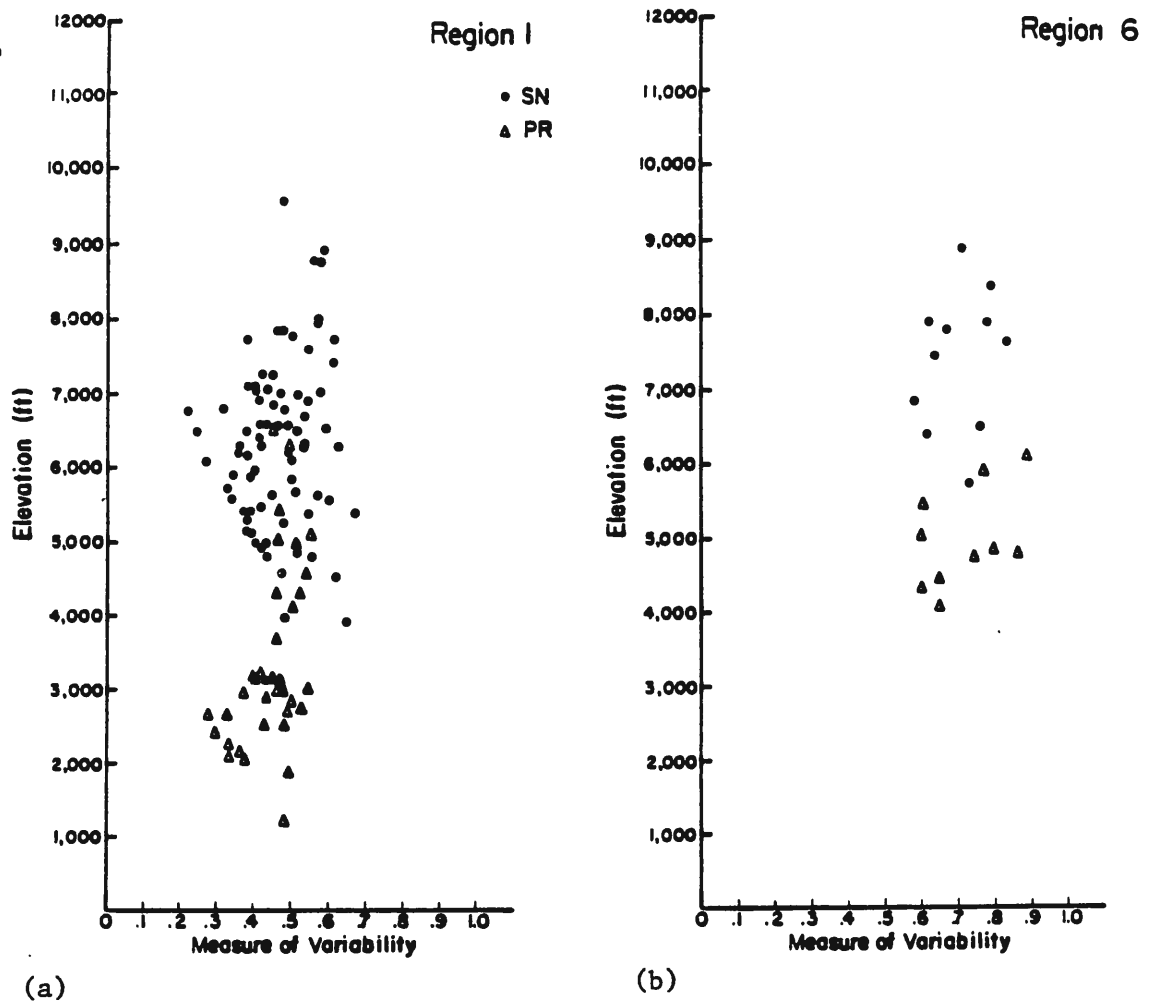 Region 1
SN
PR
12000
11,000
10,000
9,000
8,000
7,000
6,000
5,000
4,000
3,000
2,000
1,000
Elevation (ft)
0 .1 .2 .3 .4 .5 .6 .7 .8 .9 1.0
Measure of Variability
(a)
Region 6
12000
11,000
10,000
9,000
8,000
7,000
6,000
5,000
4,000
3,000
2,000
1,000
Elevation (ft)
0 .1 .2 .3 .4 .5 .6 .7 .8 .9 1.0
Measure of Variability
(b)